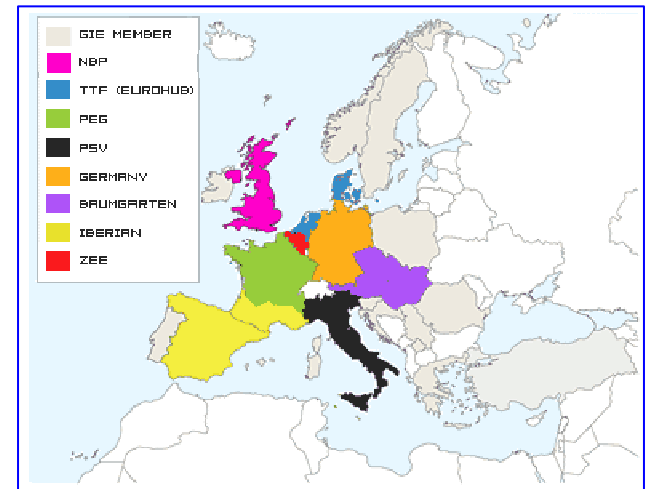 GIE MEMBER
NBP
TTF (EUROHUB)
PEG
PSV
GERMANY
BAUMGARTEN
IBERIAN
ZEE